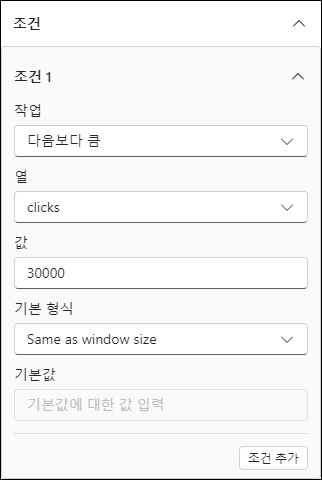 조건
조건 1
작업
다음보다 큼
열
clicks
값
30000
기본 형식
Same as window size
기본값
기본값에 대한 값 입력
조건 추가